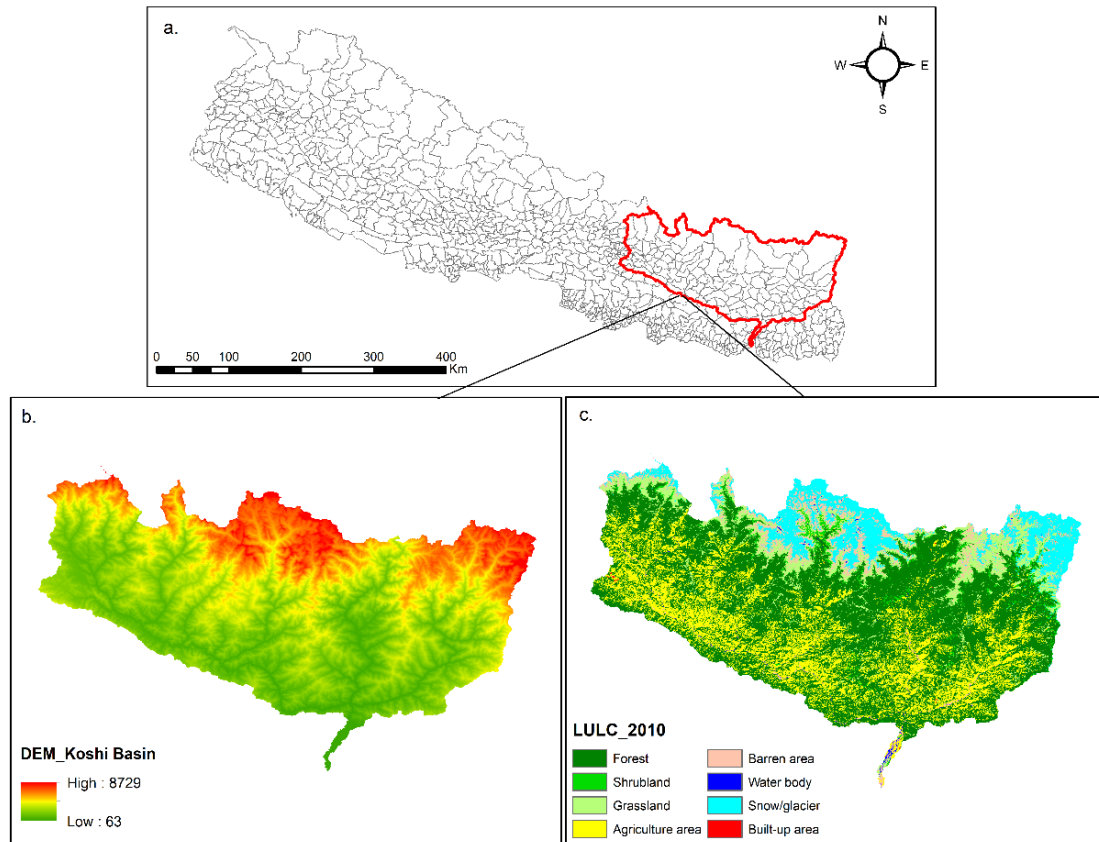 a.
N
W E
S
0 50 100 200 300 400
Km
b.
DEM_Koshi Basin
High : 8729
Low : 63
c.
LULC_2010
Forest
Shrubland
Grassland
Agriculture area
Barren area
Water body
Snow/glacier
Built-up area